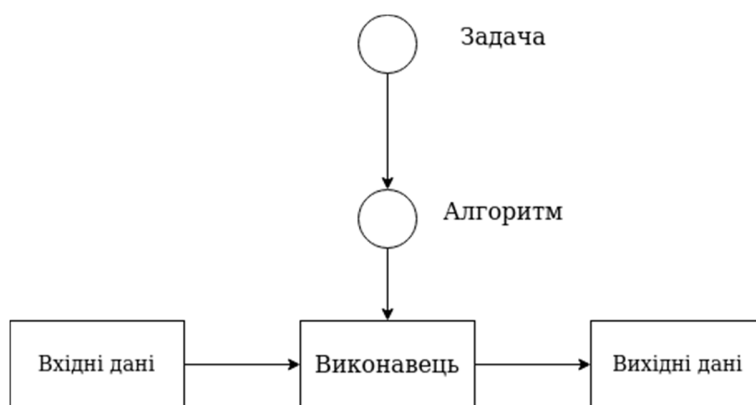 Задача
Алгоритм
Вхідні дані
Виконавець
Вихідні дані